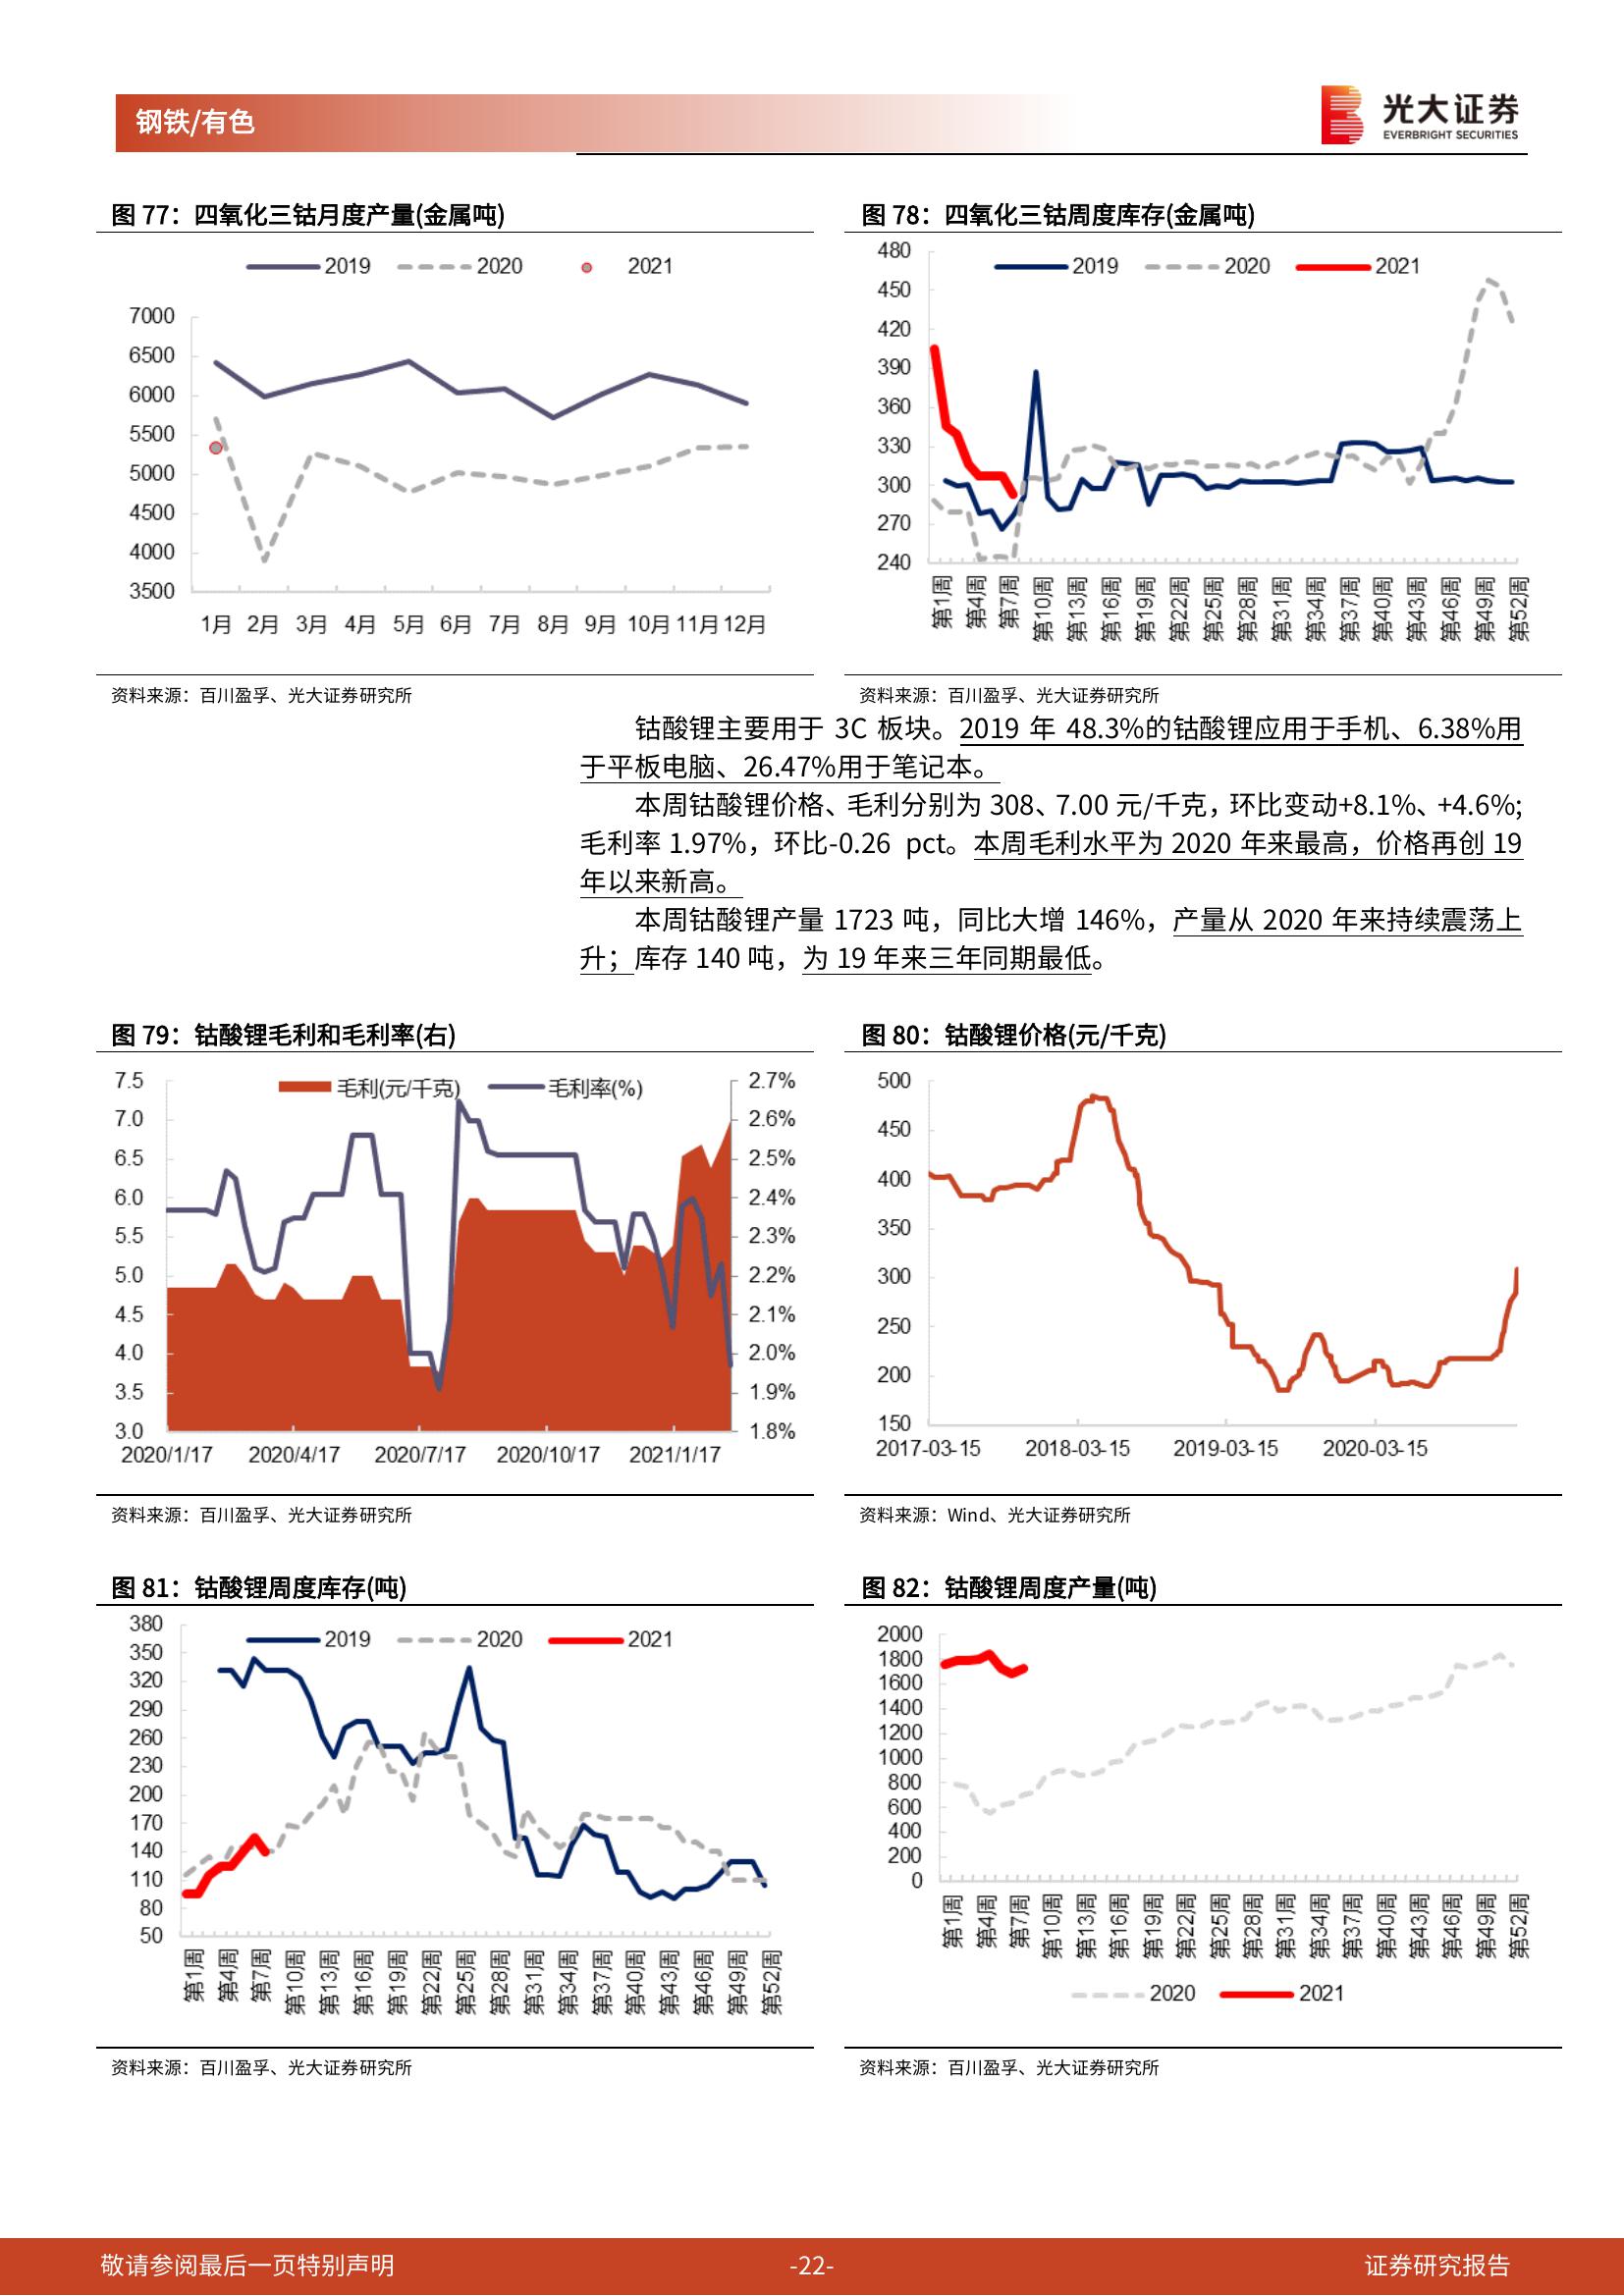 钢铁/有色
光大证券
EVERBRIGHT SECURITIES
图 77：四氧化三钴月度产量(金属吨)
2019 2020 2021
7000
6500
6000
5500
5000
4500
4000
3500
1月 2月 3月 4月 5月 6月 7月 8月 9月 10月 11月 12月
资料来源：百川盈孚、光大证券研究所
图 78：四氧化三钴周度库存(金属吨)
2019 2020 2021
480
450
420
390
360
330
300
270
240
第1周 第4周 第7周 第10周 第13周 第16周 第19周 第22周 第25周 第28周 第31周 第34周 第37周 第40周 第43周 第46周 第49周 第52周
资料来源：百川盈孚、光大证券研究所
钴酸锂主要用于 3C 板块。2019 年 48.3%的钴酸锂应用于手机、6.38%用
于平板电脑、26.47%用于笔记本。
本周钴酸锂价格、毛利分别为 308、7.00 元/千克，环比变动+8.1%、+4.6%;
毛利率 1.97%，环比-0.26 pct。本周毛利水平为 2020 年来最高，价格再创 19
年以来新高。
本周钴酸锂产量 1723 吨，同比大增 146%，产量从 2020 年来持续震荡上
升；库存 140 吨，为 19 年来三年同期最低。
图 79：钴酸锂毛利和毛利率(右)
毛利(元/千克) 毛利率(%)
7.5
7.0
6.5
6.0
5.5
5.0
4.5
4.0
3.5
3.0
2.7%
2.6%
2.5%
2.4%
2.3%
2.2%
2.1%
2.0%
1.9%
1.8%
2020/1/17 2020/4/17 2020/7/17 2020/10/17 2021/1/17
资料来源：百川盈孚、光大证券研究所
图 80：钴酸锂价格(元/千克)
500
450
400
350
300
250
200
150
2017-03-15 2018-03-15 2019-03-15 2020-03-15
资料来源：Wind、光大证券研究所
图 81：钴酸锂周度库存(吨)
2019 2020 2021
380
350
320
290
260
230
200
170
140
110
80
50
第1周 第4周 第7周 第10周 第13周 第16周 第19周 第22周 第25周 第28周 第31周 第34周 第37周 第40周 第43周 第46周 第49周 第52周
资料来源：百川盈孚、光大证券研究所
图 82：钴酸锂周度产量(吨)
2000
1800
1600
1400
1200
1000
800
600
400
200
0
第1周 第4周 第7周 第10周 第13周 第16周 第19周 第22周 第25周 第28周 第31周 第34周 第37周 第40周 第43周 第46周 第49周 第52周
2020 2021
资料来源：百川盈孚、光大证券研究所
敬请参阅最后一页特别声明
-22-
证券研究报告